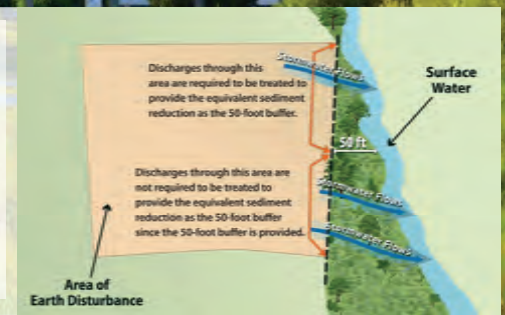 Stormwater Flows
Discharges through this
area are required to be treated to
provide the equivalent sediment
reduction as the 50-foot buffer.
Surface
Water
50 ft
Discharges through this area are
not required to be treated to
provide the equivalent sediment
reduction as the 50-foot buffer
since the 50-foot buffer is provided.
Stormwater Flows
Stormwater Flows
Area of
Earth Disturbance